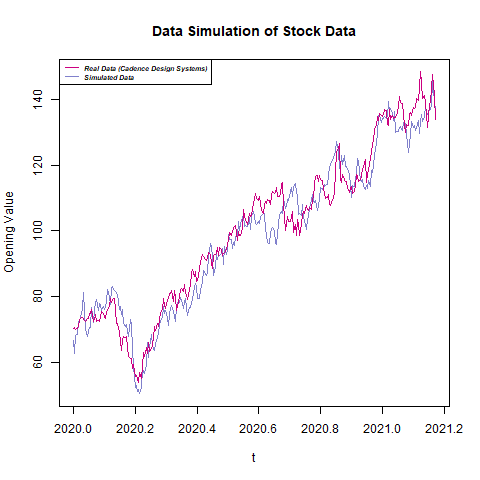 Data Simulation of Stock Data
Real Data (Cadence Design Systems)
Simulated Data
Opening Value
140
120
100
80
60
2020.0 2020.2 2020.4 2020.6 2020.8 2021.0 2021.2
t